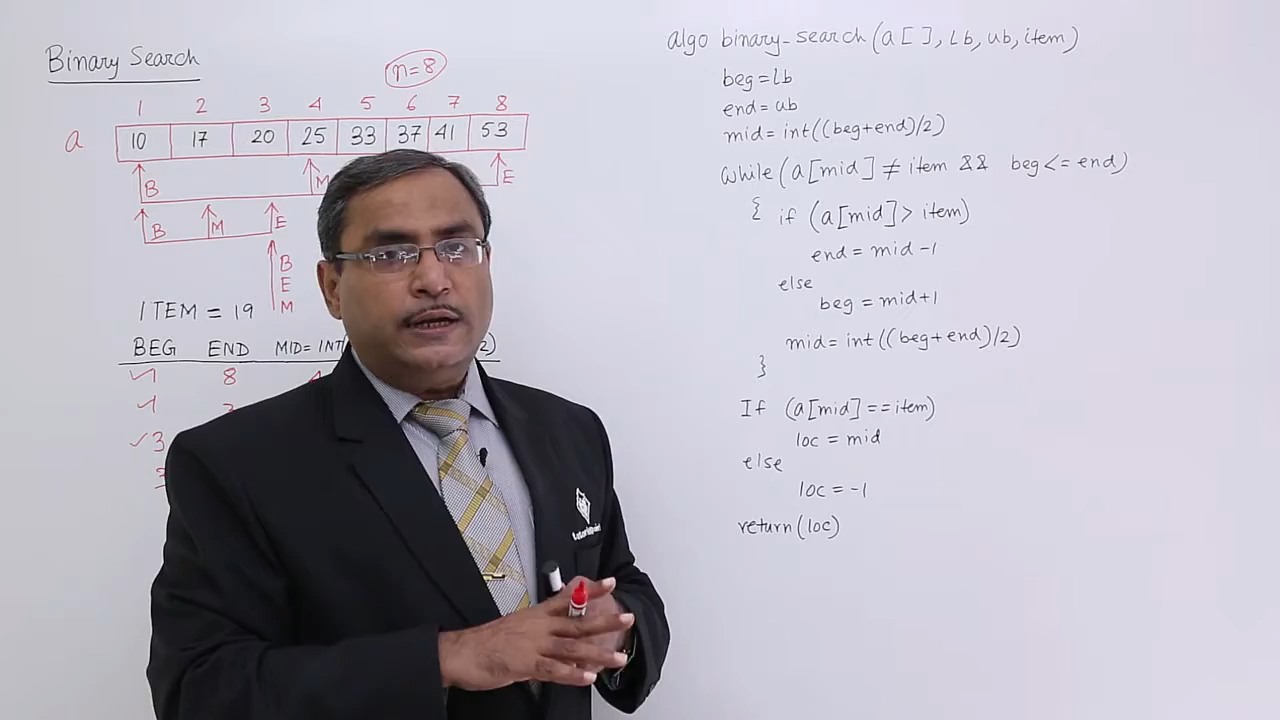 Binary Search
n=8
1 2 3 4 5 6 7 8
a 10 17 20 25 33 37 41 53
B M E
B M E
B
E
M
ITEM = 19
BEG END MID= INT( 2)
1 8
1
3
algo binary_search(a[ ], Lb, ub, item)
beg=Lb
end=ub
mid=int((beg+end)/2)
while(a[mid] ≠ item && beg<=end)
{ if (a[mid]> item)
end=mid-1
else
beg=mid+1
mid=int((beg+end)/2)
}
If (a[mid]==item)
loc=mid
else
loc=-1
return(loc)